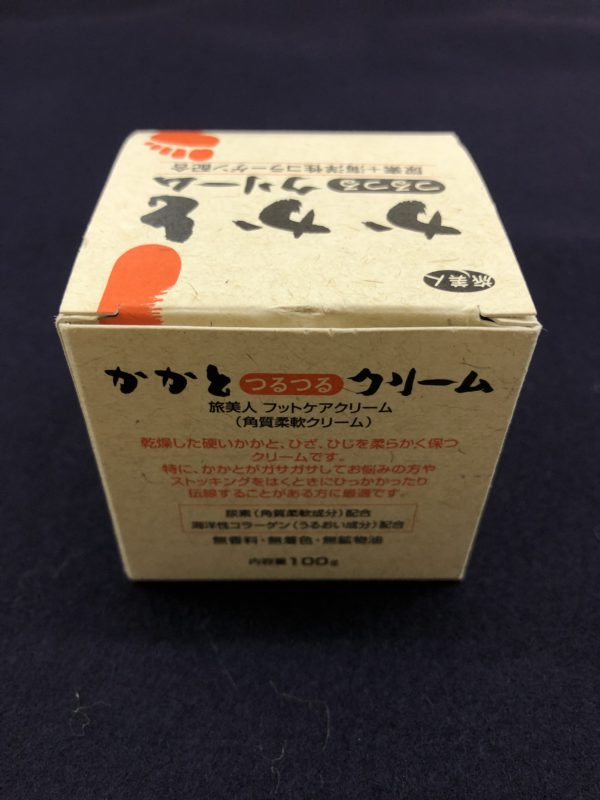 旅美人
かかと
つるつる クリーム
尿素+海洋性コラーゲン配合
かかと つるつる クリーム
旅美人 フットケアクリーム
(角質柔軟クリーム)
乾燥した硬いかかと、ひざ、ひじを柔らかく保つ
クリームです。
特に、かかとがガサガサしてお悩みの方や
ストッキングをはくときにひっかかったり
伝線することがある方に最適です。
尿素(角質柔軟成分)配合
海洋性コラーゲン(うるおい成分)配合
無香料・無着色・無鉱物油
内容量100g